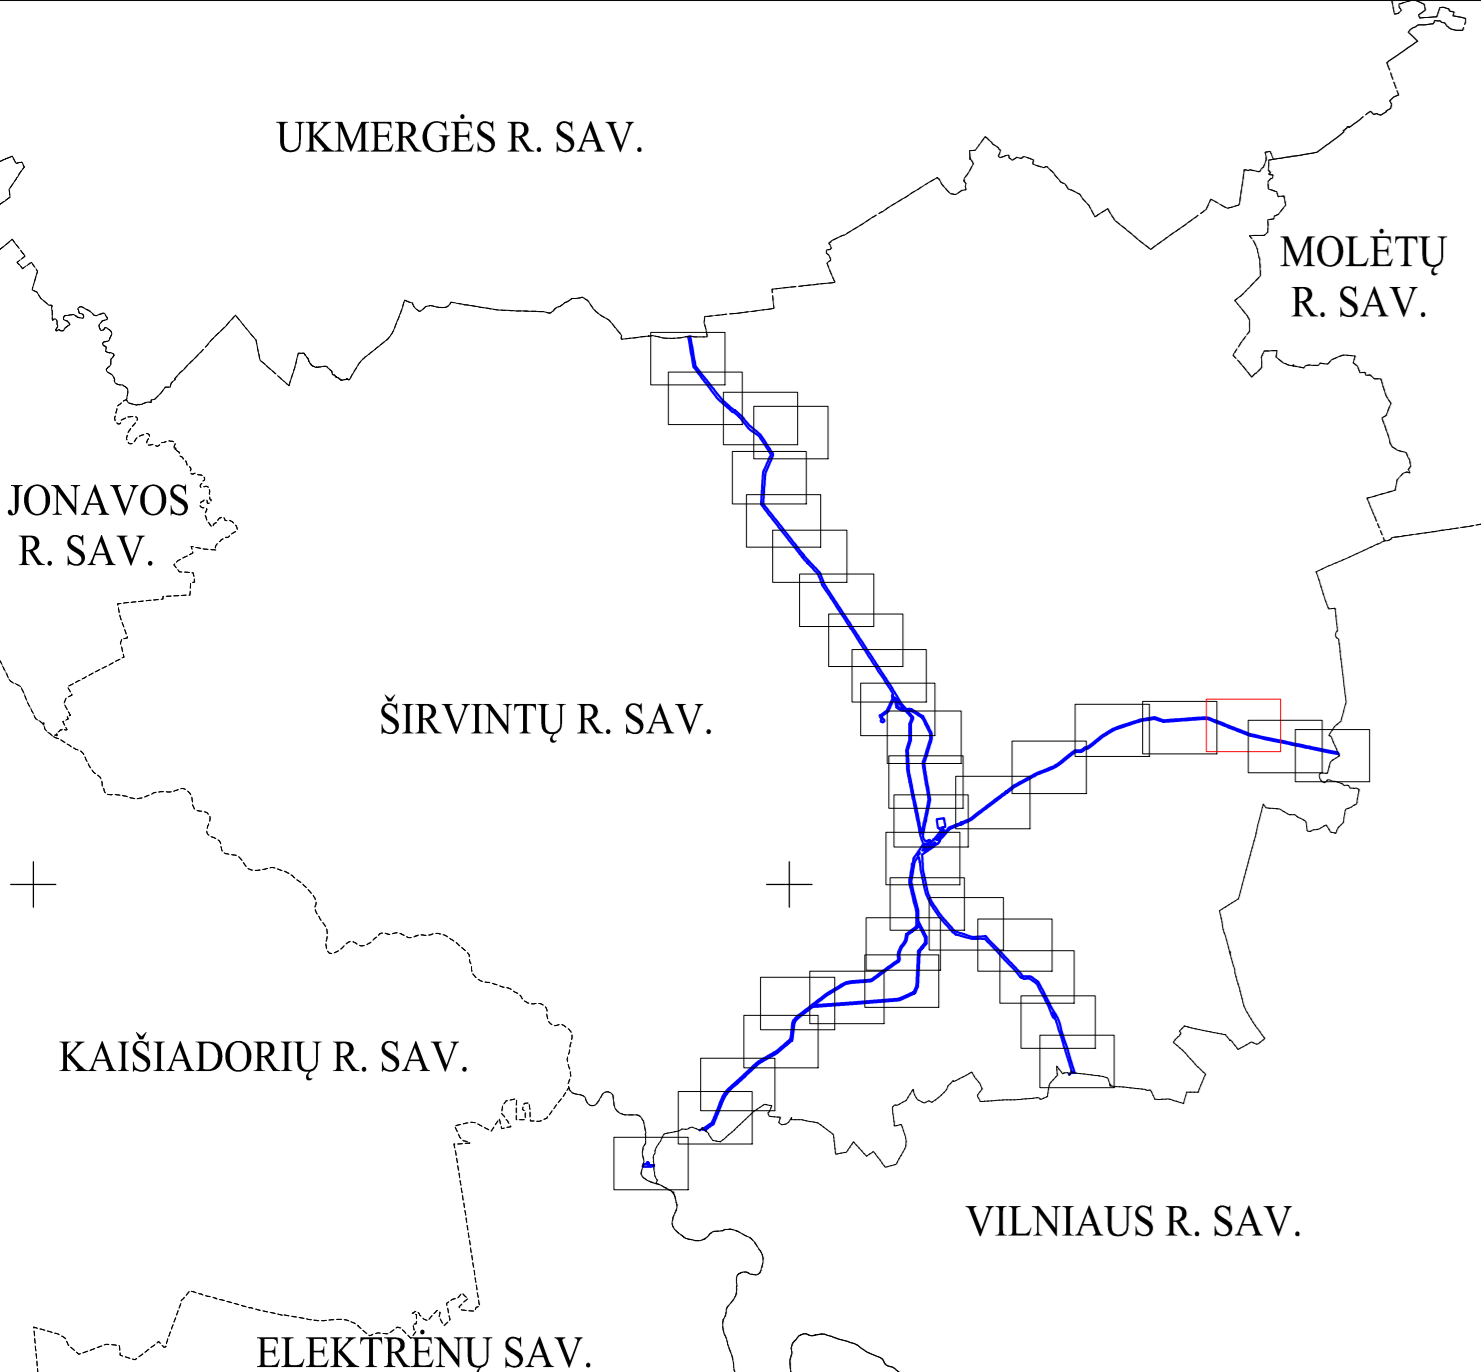 UKMERGĖS R. SAV.
MOLĖTŲ
R. SAV.
JONAVOS
R. SAV.
ŠIRVINTŲ R. SAV.
KAIŠIADORIŲ R. SAV.
VILNIAUS R. SAV.
ELEKTRĖNŲ SAV.